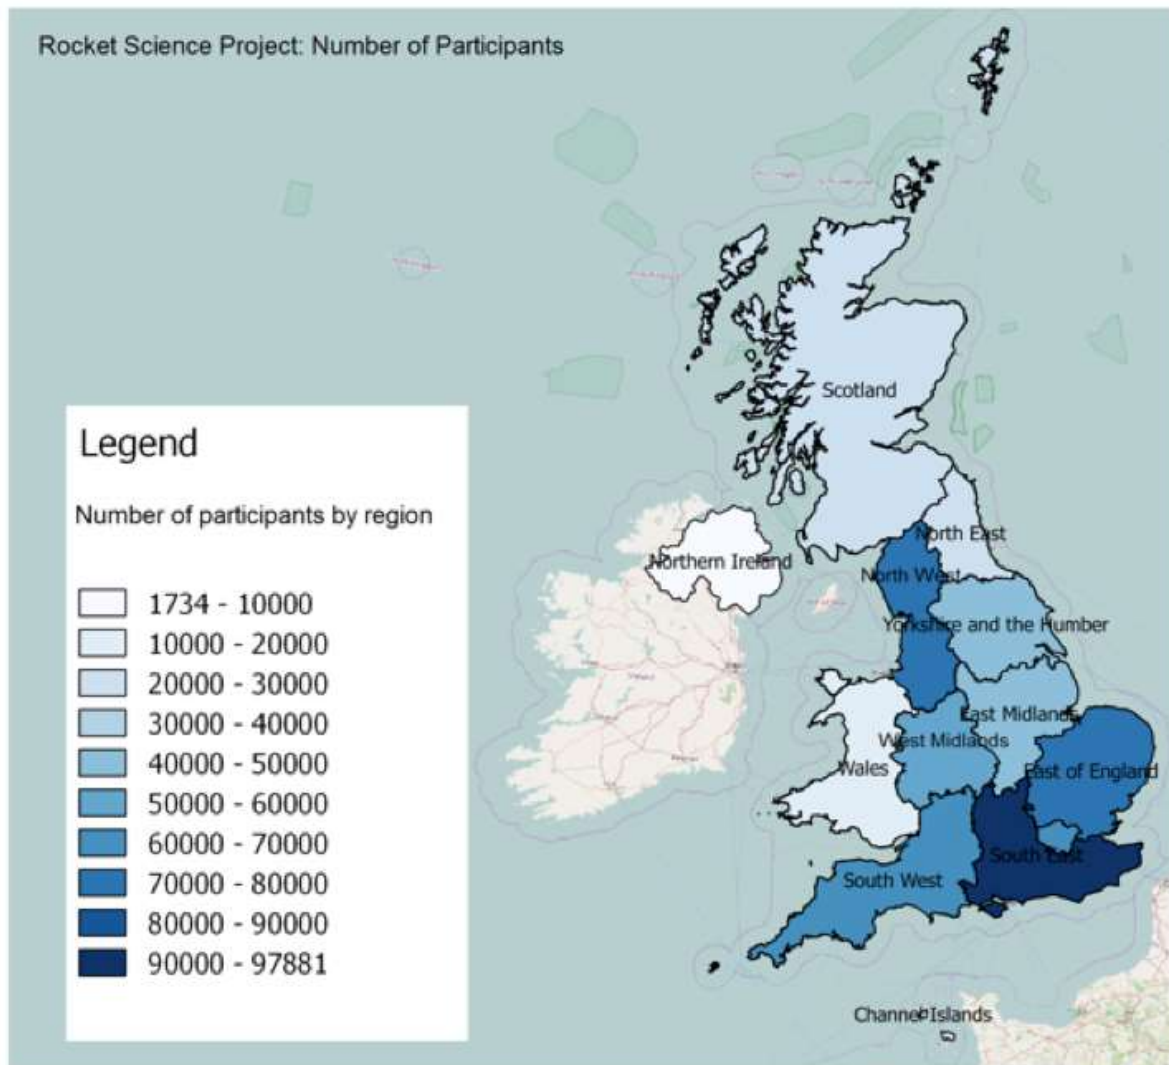 Rocket Science Project: Number of Participants
Scotland
North East
Northern Ireland
North West
Yorkshire and the Humber
East Midlands
West Midlands
Wales
East of England
South East
South West
Channel Islands
Legend
Number of participants by region
1734 - 10000
10000 - 20000
20000 - 30000
30000 - 40000
40000 - 50000
50000 - 60000
60000 - 70000
70000 - 80000
80000 - 90000
90000 - 97881